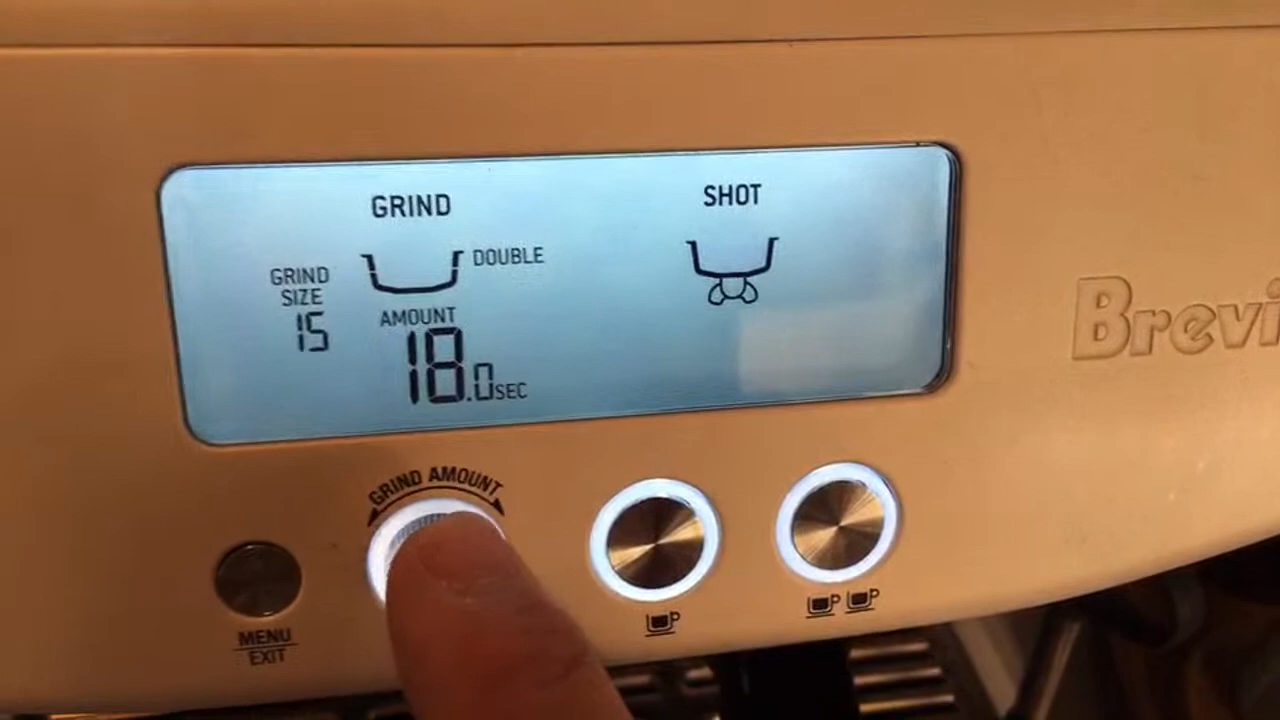 GRIND
SHOT
DOUBLE
GRIND
SIZE
15
AMOUNT
18.0SEC
Brevi
GRIND AMOUNT
MENU
EXIT